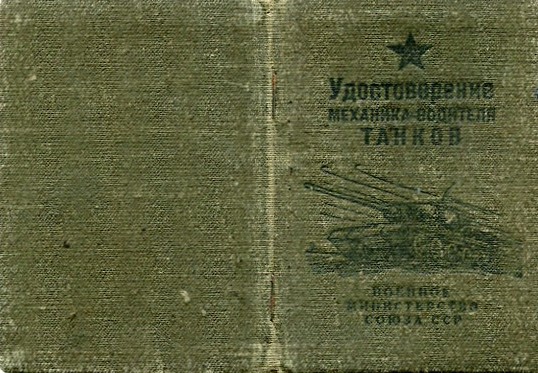 Удостоверение
МЕХАНИКА-ВОДИТЕЛЯ
ТАНКОВ
ВОЕННОЕ
МИНИСТЕРСТВО
СОЮЗА ССР